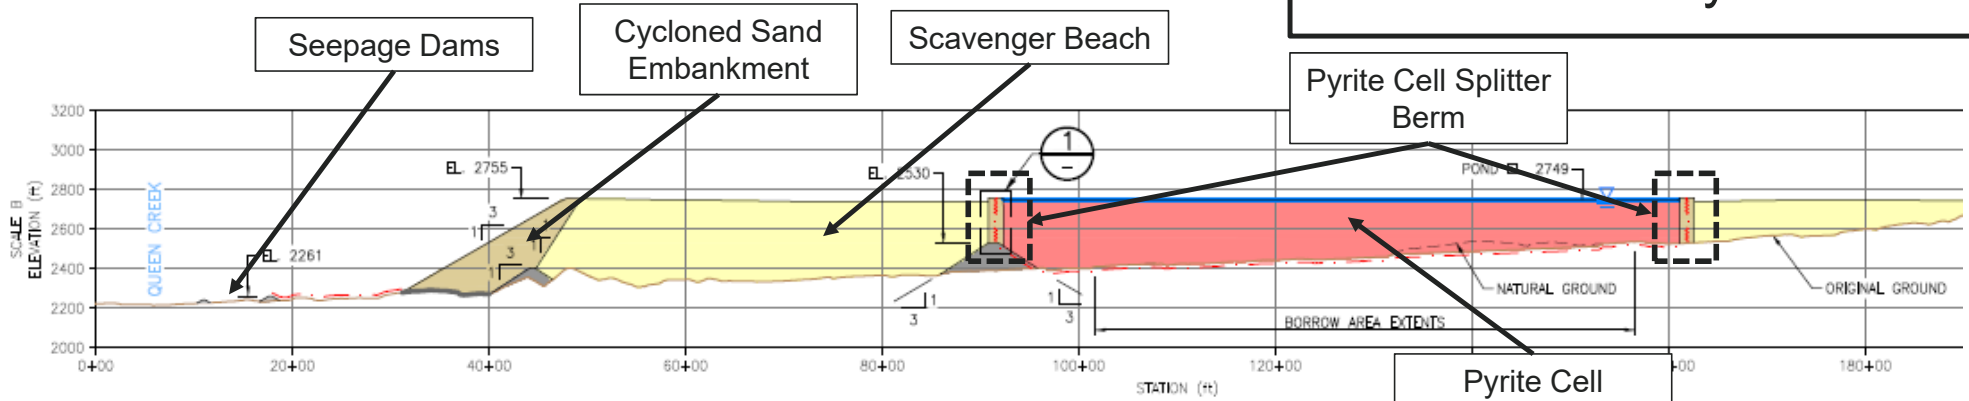 Seepage Dams
Cycloned Sand
Embankment
Scavenger Beach
Pyrite Cell Splitter
Berm
SCALE B
ELEVATION (ft)
3200
3000
2800
2600
2400
2200
2000
QUEEN CREEK
EL. 2261
EL. 2755
3
1
3
1
1
EL. 2530
1
-
POND EL. 2749
1
3
1
3
NATURAL GROUND
ORIGINAL GROUND
BORROW AREA EXTENTS
0+00
20+00
40+00
60+00
80+00
100+00
120+00
180+00
STATION (ft)
Pyrite Cell